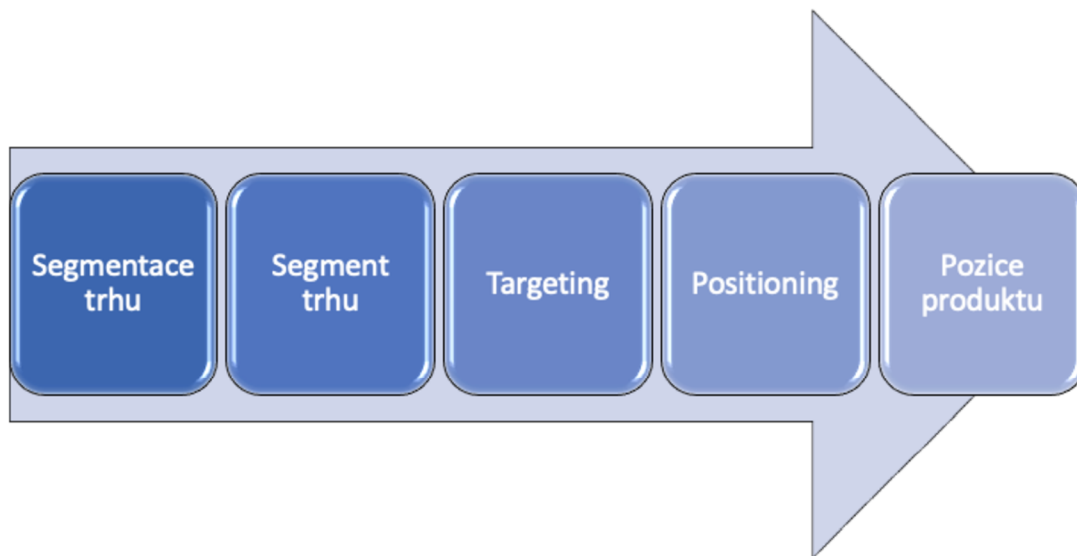 Segmentace
trhu
Segment
trhu
Targeting
Positioning
Pozice
produktu